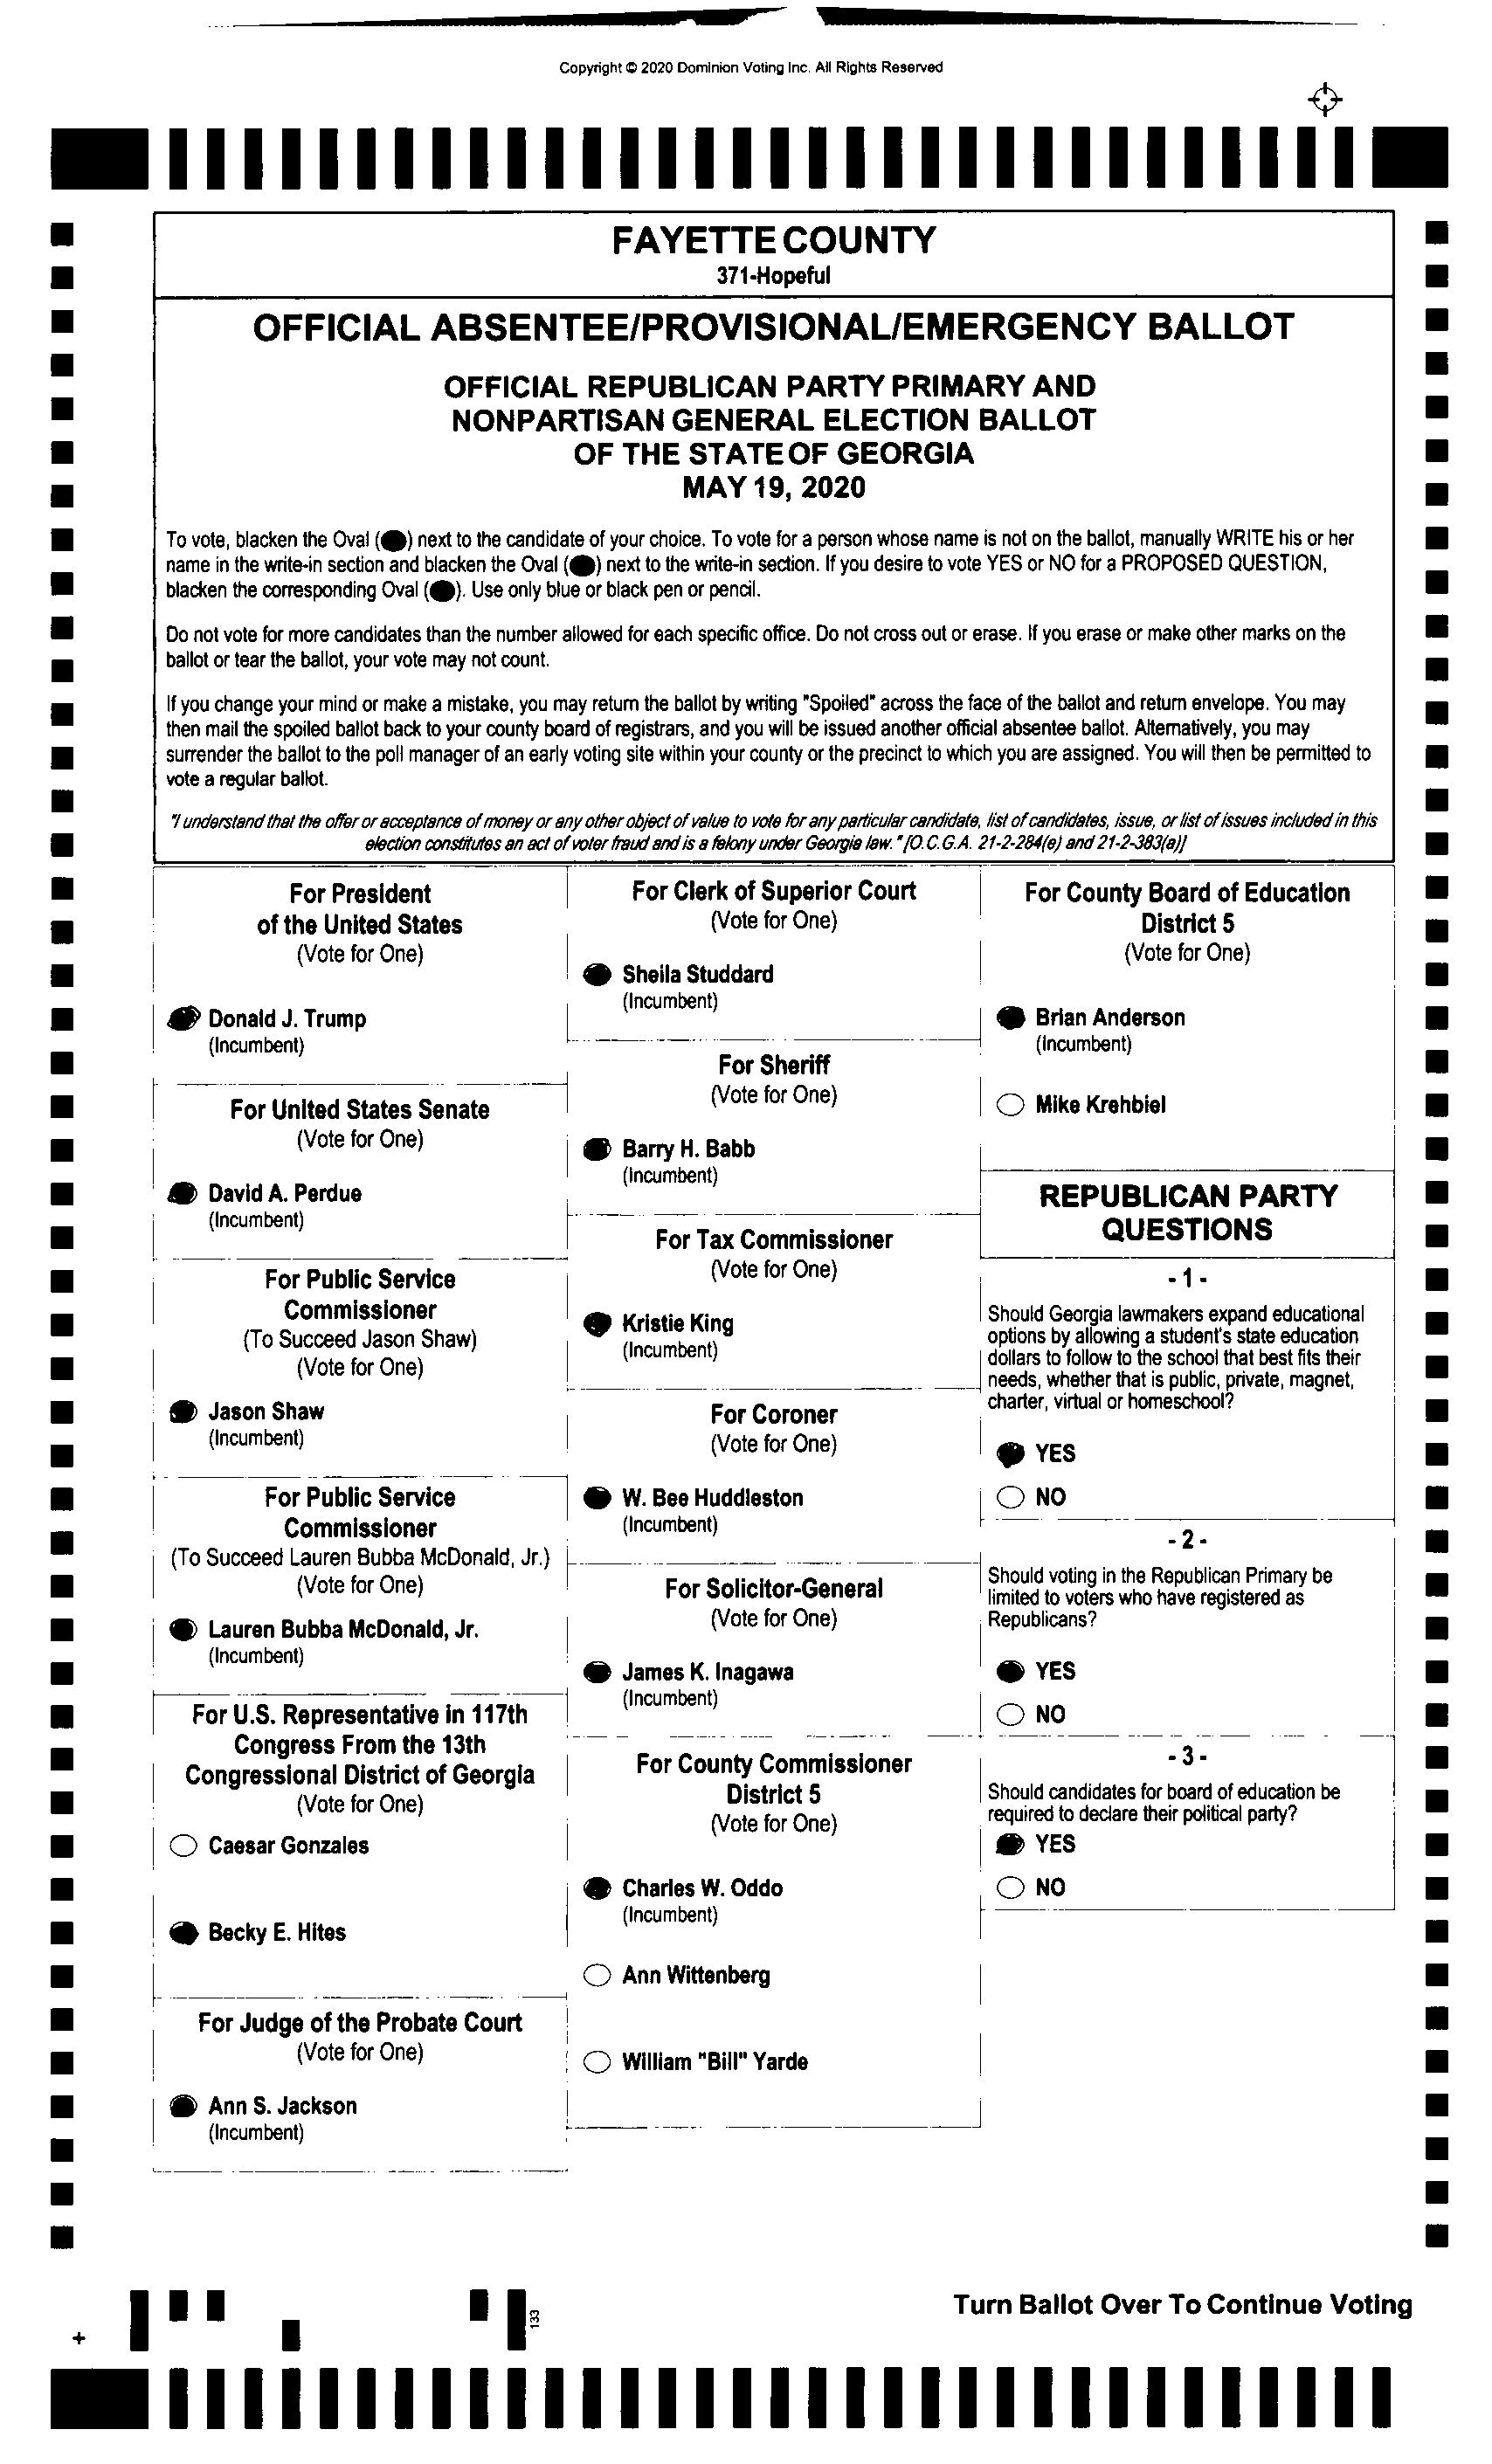 Copyright © 2020 Dominion Voting Inc. All Rights Reserved
FAYETTE COUNTY
371-Hopeful
OFFICIAL ABSENTEE/PROVISIONAL/EMERGENCY BALLOT
OFFICIAL REPUBLICAN PARTY PRIMARY AND
NONPARTISAN GENERAL ELECTION BALLOT
OF THE STATE OF GEORGIA
MAY 19, 2020
To vote, blacken the Oval ( ) next to the candidate of your choice. To vote for a person whose name is not on the ballot, manually WRITE his or her
name in the write-in section and blacken the Oval ( ) next to the write-in section. If you desire to vote YES or NO for a PROPOSED QUESTION,
blacken the corresponding Oval ( ). Use only blue or black pen or pencil.
Do not vote for more candidates than the number allowed for each specific office. Do not cross out or erase. If you erase or make other marks on the
ballot or tear the ballot, your vote may not count.
If you change your mind or make a mistake, you may return the ballot by writing "Spoiled" across the face of the ballot and return envelope. You may
then mail the spoiled ballot back to your county board of registrars, and you will be issued another official absentee ballot. Alternatively, you may
surrender the ballot to the poll manager of an early voting site within your county or the precinct to which you are assigned. You will then be permitted to
vote a regular ballot.
"I understand that the offer or acceptance of money or any other object of value to vote for any particular candidate, list of candidates, issue, or list of issues included in this
election constitutes an act of voter fraud and is a felony under Georgia law." [O.C.G.A. 21-2-284(e) and 21-2-383(a)]
For President
of the United States
(Vote for One)
Donald J. Trump
(Incumbent)
For United States Senate
(Vote for One)
David A. Perdue
(Incumbent)
For Public Service
Commissioner
(To Succeed Jason Shaw)
(Vote for One)
Jason Shaw
(Incumbent)
For Public Service
Commissioner
(To Succeed Lauren Bubba McDonald, Jr.)
(Vote for One)
Lauren Bubba McDonald, Jr.
(Incumbent)
For U.S. Representative in 117th
Congress From the 13th
Congressional District of Georgia
(Vote for One)
Caesar Gonzales
Becky E. Hites
For Judge of the Probate Court
(Vote for One)
Ann S. Jackson
(Incumbent)
For Clerk of Superior Court
(Vote for One)
Sheila Studdard
(Incumbent)
For Sheriff
(Vote for One)
Barry H. Babb
(Incumbent)
For Tax Commissioner
(Vote for One)
Kristie King
(Incumbent)
For Coroner
(Vote for One)
W. Bee Huddleston
(Incumbent)
For Solicitor-General
(Vote for One)
James K. Inagawa
(Incumbent)
For County Commissioner
District 5
(Vote for One)
Charles W. Oddo
(Incumbent)
Ann Wittenberg
William "Bill" Yarde
For County Board of Education
District 5
(Vote for One)
Brian Anderson
(Incumbent)
Mike Krehbiel
REPUBLICAN PARTY
QUESTIONS
- 1 -
Should Georgia lawmakers expand educational
options by allowing a student's state education
dollars to follow to the school that best fits their
needs, whether that is public, private, magnet,
charter, virtual or homeschool?
YES
NO
- 2 -
Should voting in the Republican Primary be
limited to voters who have registered as
Republicans?
YES
NO
- 3 -
Should candidates for board of education be
required to declare their political party?
YES
NO
133
Turn Ballot Over To Continue Voting